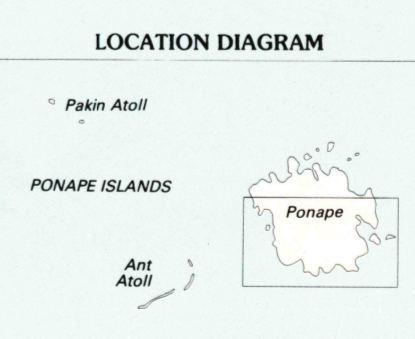 LOCATION DIAGRAM
Pakin Atoll
PONAPE ISLANDS
Ponape
Ant
Atoll